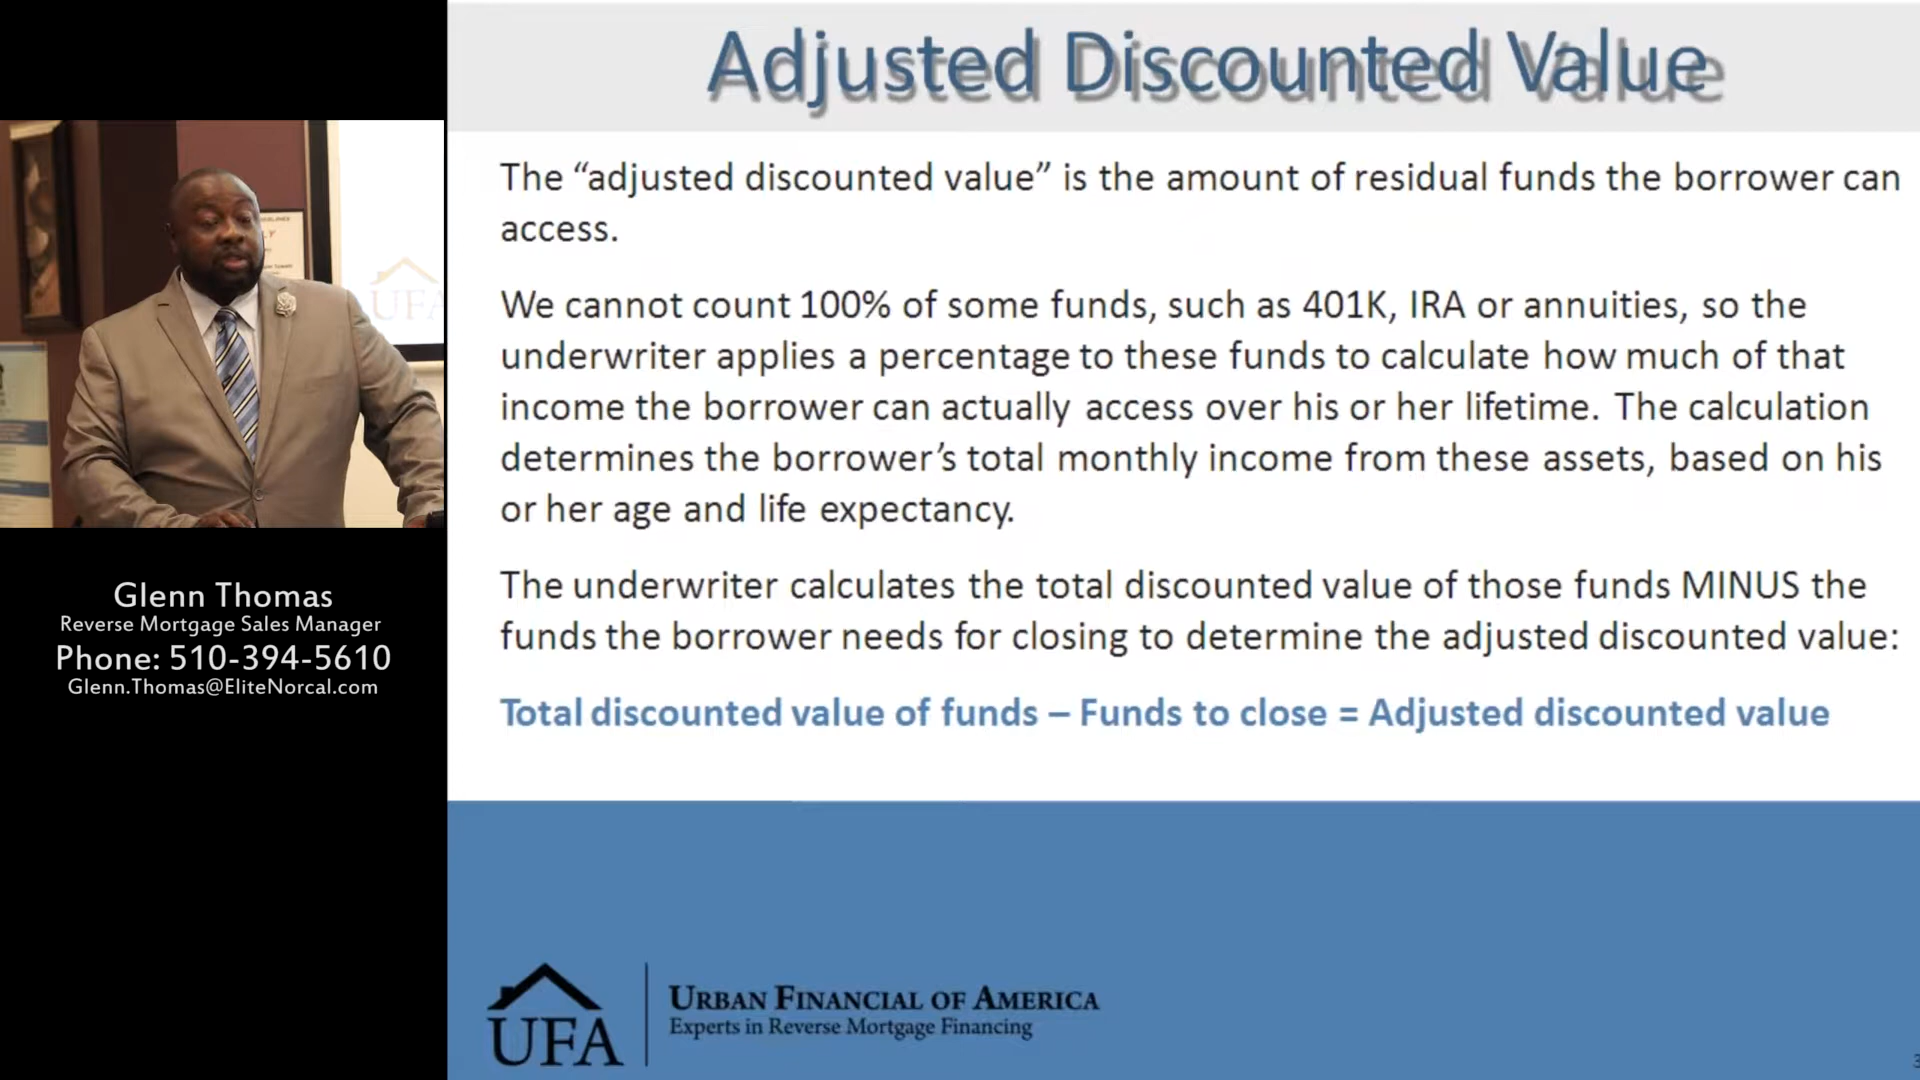 Adjusted Discounted Value
The “adjusted discounted value” is the amount of residual funds the borrower can
access.
We cannot count 100% of some funds, such as 401K, IRA or annuities, so the
underwriter applies a percentage to these funds to calculate how much of that
income the borrower can actually access over his or her lifetime. The calculation
determines the borrower’s total monthly income from these assets, based on his
or her age and life expectancy.
The underwriter calculates the total discounted value of those funds MINUS the
funds the borrower needs for closing to determine the adjusted discounted value:
Total discounted value of funds – Funds to close = Adjusted discounted value
UFA
Glenn Thomas
Reverse Mortgage Sales Manager
Phone: 510-394-5610
Glenn.Thomas@EliteNorcal.com
UFA
URBAN FINANCIAL OF AMERICA
Experts in Reverse Mortgage Financing